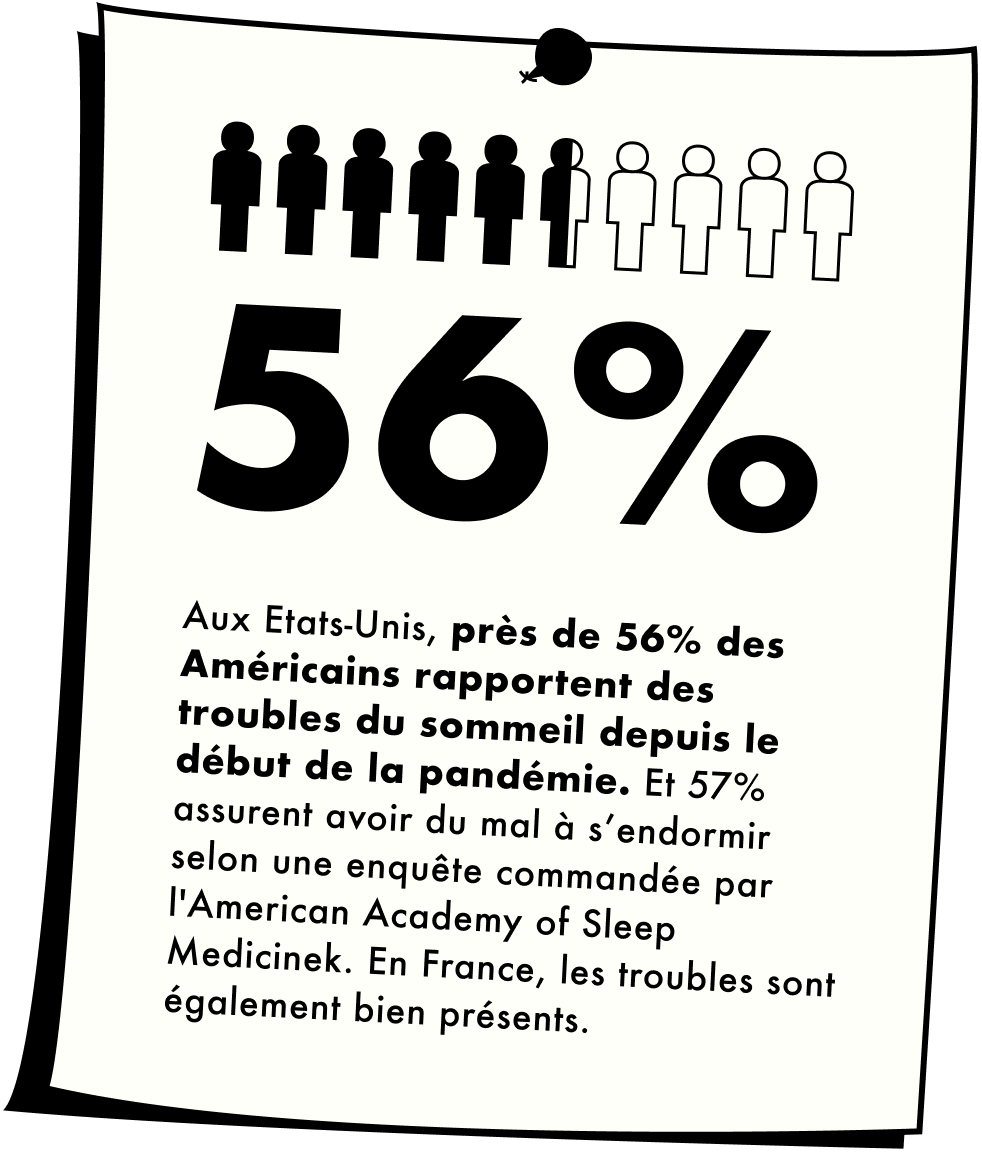 56%
Aux Etats-Unis, près de 56% des
Américains rapportent des
troubles du sommeil depuis le
début de la pandémie. Et 57%
assurent avoir du mal à s’endormir
selon une enquête commandée par
l'American Academy of Sleep
Medicinek. En France, les troubles sont
également bien présents.